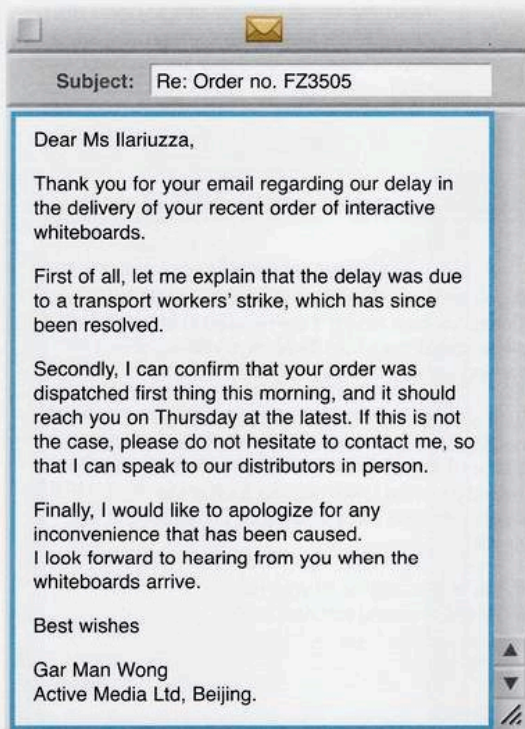 Subject: Re: Order no. FZ3505
Dear Ms Ilariuzza,
Thank you for your email regarding our delay in
the delivery of your recent order of interactive
whiteboards.
First of all, let me explain that the delay was due
to a transport workers' strike, which has since
been resolved.
Secondly, I can confirm that your order was
dispatched first thing this morning, and it should
reach you on Thursday at the latest. If this is not
the case, please do not hesitate to contact me, so
that I can speak to our distributors in person.
Finally, I would like to apologize for any
inconvenience that has been caused.
I look forward to hearing from you when the
whiteboards arrive.
Best wishes
Gar Man Wong
Active Media Ltd, Beijing.